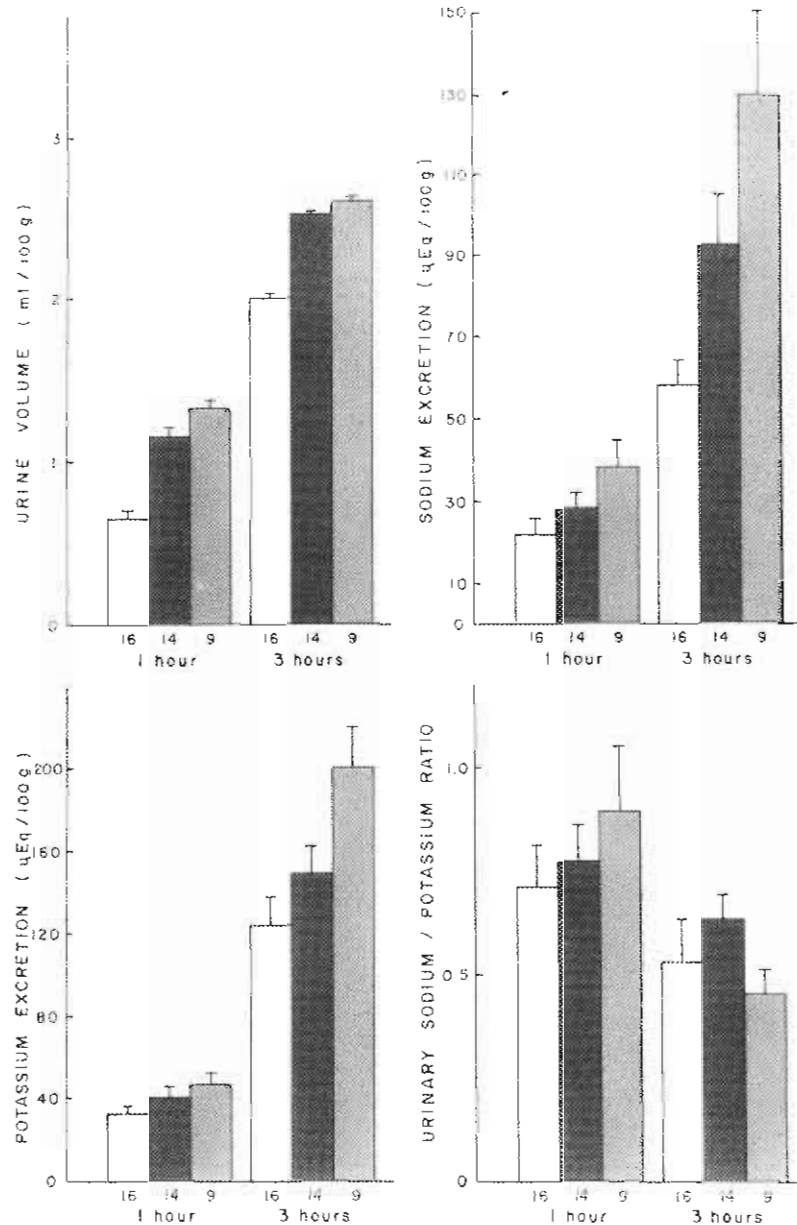 URINE VOLUME ( ml / 100 g )
3
2
1
0
16 14 9 16 14 9
1 hour 3 hours
SODIUM EXCRETION ( μEq / 100 g )
150
130
110
90
70
50
30
10
0
16 14 9 16 14 9
1 hour 3 hours
POTASSIUM EXCRETION ( μEq / 100 g )
200
160
120
80
40
0
16 14 9 16 14 9
1 hour 3 hours
URINARY SODIUM / POTASSIUM RATIO
1.0
0.5
0
16 14 9 16 14 9
1 hour 3 hours